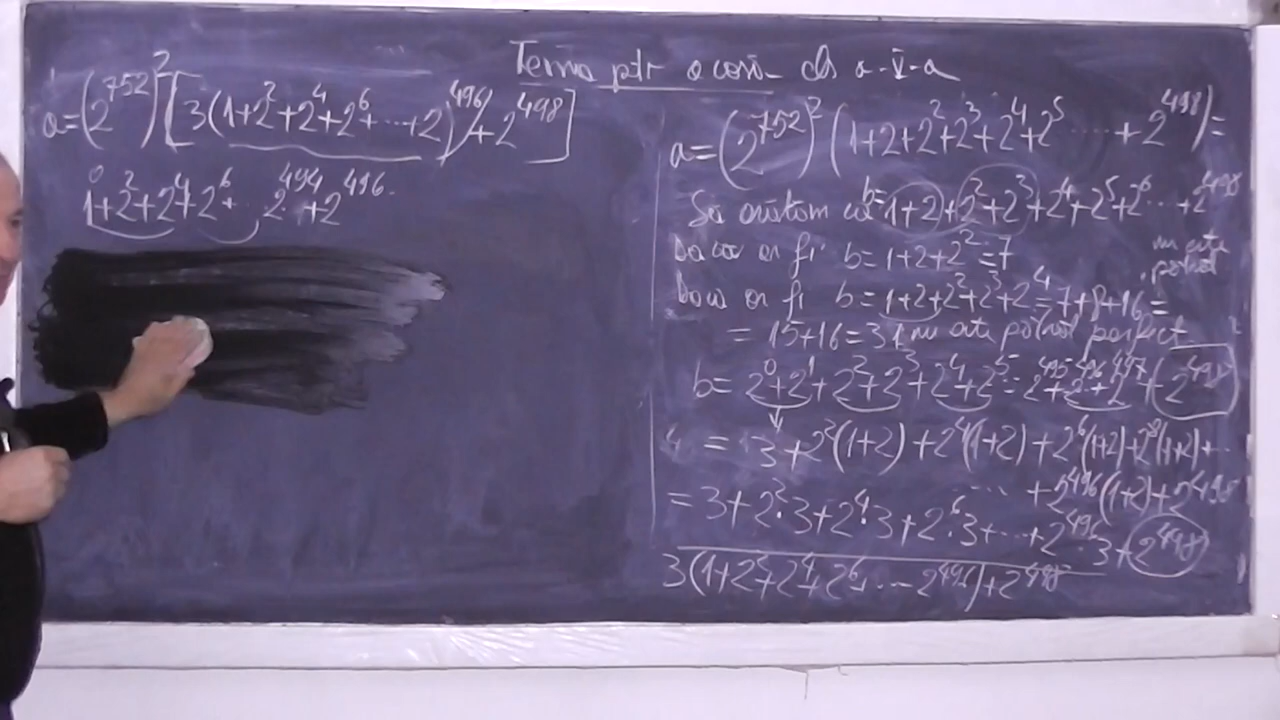 Tema ptr acasă cls a-V-a
a=(2^752)^2[3(1+2^2+2^4+2^6+...+2^496)+2^498]
1+2^2+2^4+2^6+... 2^494+2^496.
a=(2^752)^2(1+2+2^2+2^3+2^4+2^5 .... +2^498)=
Să arătăm că b=1+2+2^2+2^3+2^4+2^5+2^6...+2^498
Daca ar fi b=1+2+2^2=7 nu este patrat
Daca ar fi b=1+2+2^2+2^3+2^4=7+8+16=
=15+16=31 nu este patrat perfect
b=2^0+2^1+2^2+2^3+2^4+2^5 2^495+2^496+2^497+2^498
=3+2^2(1+2)+2^4(1+2)+2^6(1+2)+2^8(1+2)+..
... +2^496(1+2)+2^498
=3+2^2·3+2^4·3+2^6·3+...+2^496·3+2^498
3(1+2^2+2^4+2^6+...2^496)+2^498